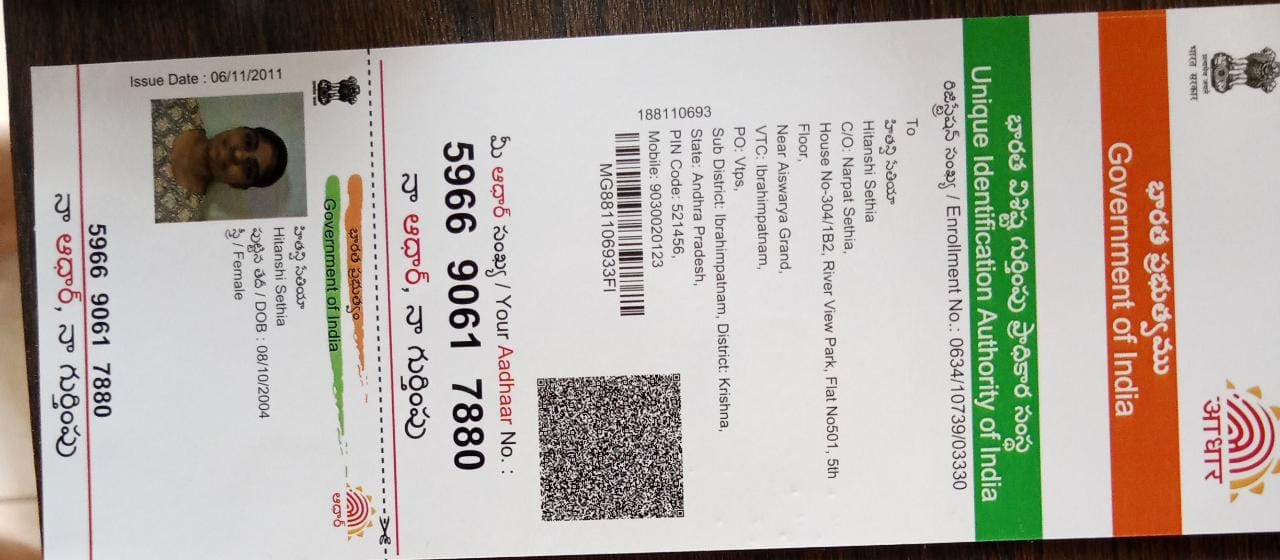 భారత ప్రభుత్వము
Government of India
भारत सरकार
आधार
భారత విశిష్ట గుర్తింపు ప్రాధికార సంస్థ
Unique Identification Authority of India
రిజిస్ట్రేషన్ సంఖ్య / Enrollment No.: 0634/10739/03330
To
Hitanshi Sethia
C/O: Narpat Sethia,
House No-304/1B2, River View Park, Flat No501, 5th
Floor,
Near Aiswarya Grand,
VTC: Ibrahimpatnam,
PO: Vtps,
Sub District: Ibrahimpatnam, District: Krishna,
State: Andhra Pradesh,
PIN Code: 521456,
Mobile: 9030020123
188110693
MG881106933FI
మీ ఆధార్ సంఖ్య / Your Aadhaar No. :
5966 9061 7880
నా ఆధార్, నా గుర్తింపు
భారత ప్రభుత్వం
Government of India
ఆధార్
Issue Date : 06/11/2011
Hitanshi Sethia
పుట్టిన తేదీ / DOB : 08/10/2004
స్త్రీ / Female
5966 9061 7880
నా ఆధార్, నా గుర్తింపు